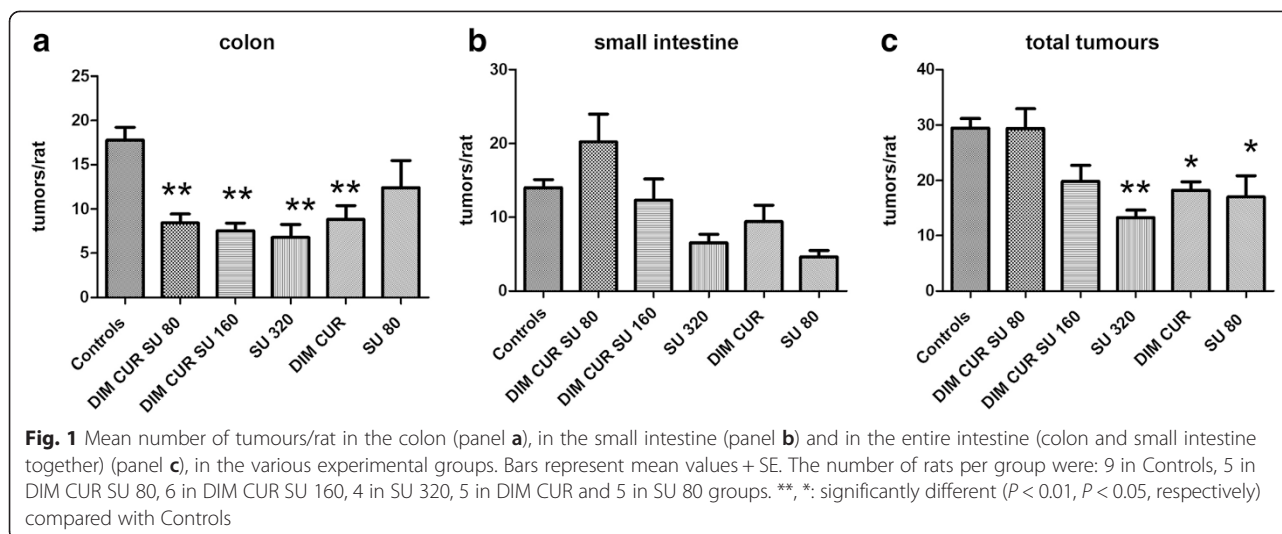 a colon
25
20
15
10
5
0
tumors/rat
** ** ** **
Controls
DIM CUR SU 80
DIM CUR SU 160
SU 320
DIM CUR
SU 80
b small intestine
30
20
10
0
tumors/rat
Controls
DIM CUR SU 80
DIM CUR SU 160
SU 320
DIM CUR
SU 80
c total tumours
40
30
20
10
0
tumors/rat
** * *
Controls
DIM CUR SU 80
DIM CUR SU 160
SU 320
DIM CUR
SU 80
Fig. 1 Mean number of tumours/rat in the colon (panel a), in the small intestine (panel b) and in the entire intestine (colon and small intestine
together) (panel c), in the various experimental groups. Bars represent mean values + SE. The number of rats per group were: 9 in Controls, 5 in
DIM CUR SU 80, 6 in DIM CUR SU 160, 4 in SU 320, 5 in DIM CUR and 5 in SU 80 groups. **, *: significantly different (P < 0.01, P < 0.05, respectively)
compared with Controls